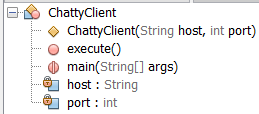 ChattyClient
ChattyClient(String host, int port)
execute()
main(String[] args)
host : String
port : int